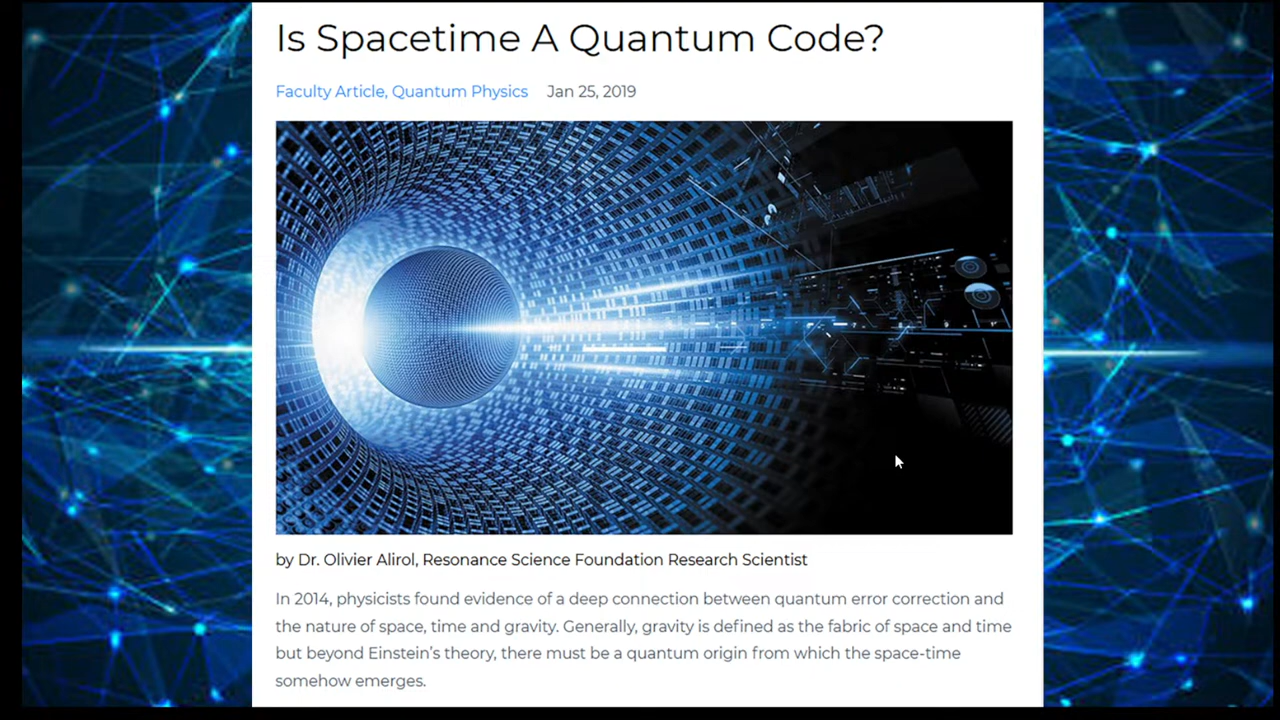 Is Spacetime A Quantum Code?
Faculty Article, Quantum Physics Jan 25, 2019
by Dr. Olivier Alirol, Resonance Science Foundation Research Scientist
In 2014, physicists found evidence of a deep connection between quantum error correction and
the nature of space, time and gravity. Generally, gravity is defined as the fabric of space and time
but beyond Einstein’s theory, there must be a quantum origin from which the space-time
somehow emerges.